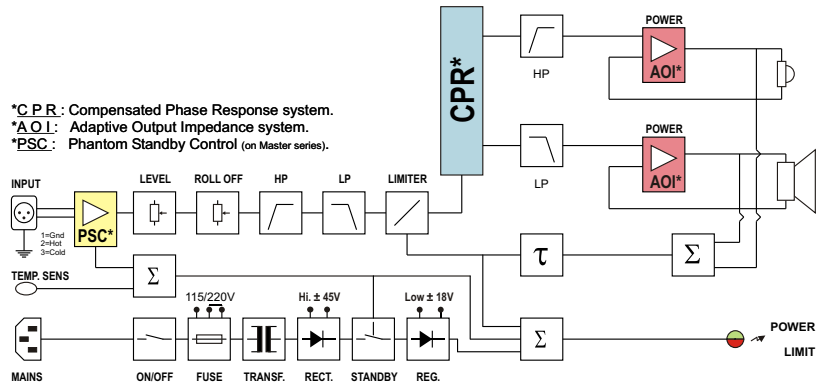 POWER
CPR*
AOI*
HP
*C P R : Compensated Phase Response system.
*A O I : Adaptive Output Impedance system.
*PSC : Phantom Standby Control (on Master series).
POWER
AOI*
LP
INPUT
LEVEL
ROLL OFF
HP
LP
LIMITER
1=Gnd
2=Hot
3=Cold
PSC*
τ
Σ
TEMP. SENS
Σ
115/220V
Hi. ± 45V
Low ± 18V
Σ
POWER
LIMIT
MAINS
ON/OFF
FUSE
TRANSF.
RECT.
STANDBY
REG.